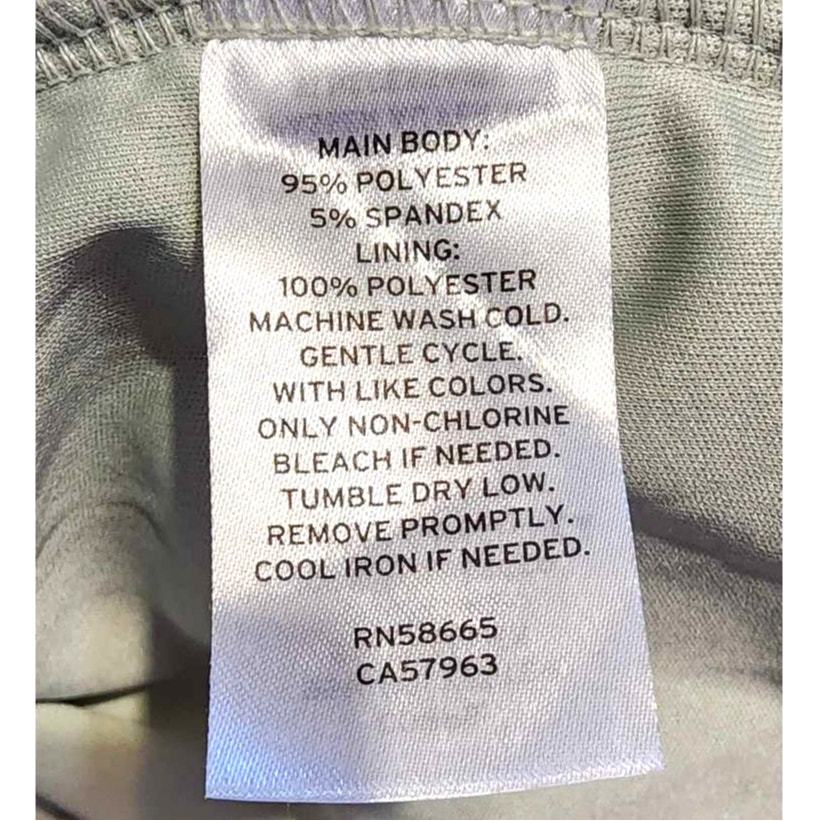 MAIN BODY:
95% POLYESTER
5% SPANDEX
LINING:
100% POLYESTER
MACHINE WASH COLD.
GENTLE CYCLE.
WITH LIKE COLORS.
ONLY NON-CHLORINE
BLEACH IF NEEDED.
TUMBLE DRY LOW.
REMOVE PROMPTLY.
COOL IRON IF NEEDED.
RN58665
CA57963